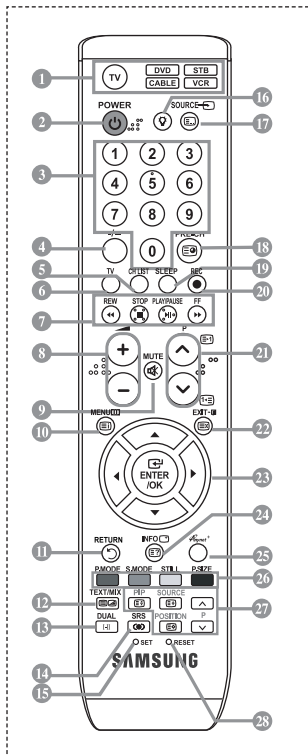 1 TV DVD STB
CABLE VCR
POWER SOURCE 16
2 17
3 1 2 3
4 5 6
7 8 9
4 -/-- 0 PRE-CH 18
5 TV CH LIST SLEEP REC 19
6 20
REW STOP PLAY/PAUSE FF
7
8 + P 21
9 − MUTE
10 MENU EXIT 22
ENTER
/OK 23
24
11 RETURN INFO 25
P.MODE S.MODE STILL P.SIZE 26
12 TEXT/MIX PIP SOURCE 27
13 DUAL I-II SRS POSITION P
14
15 SET RESET
SAMSUNG
28